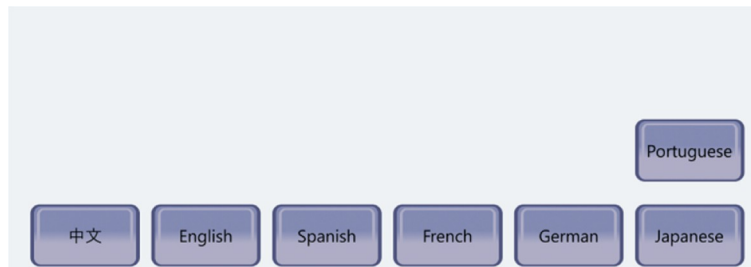 Portuguese
中文
English
Spanish
French
German
Japanese